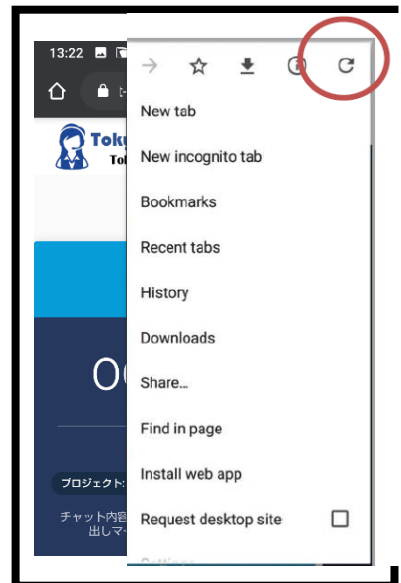 13:22
Toku
To
New tab
New incognito tab
Bookmarks
Recent tabs
History
Downloads
Share...
Find in page
Install web app
Request desktop site
プロジェクト:
チャット内容
出しマー